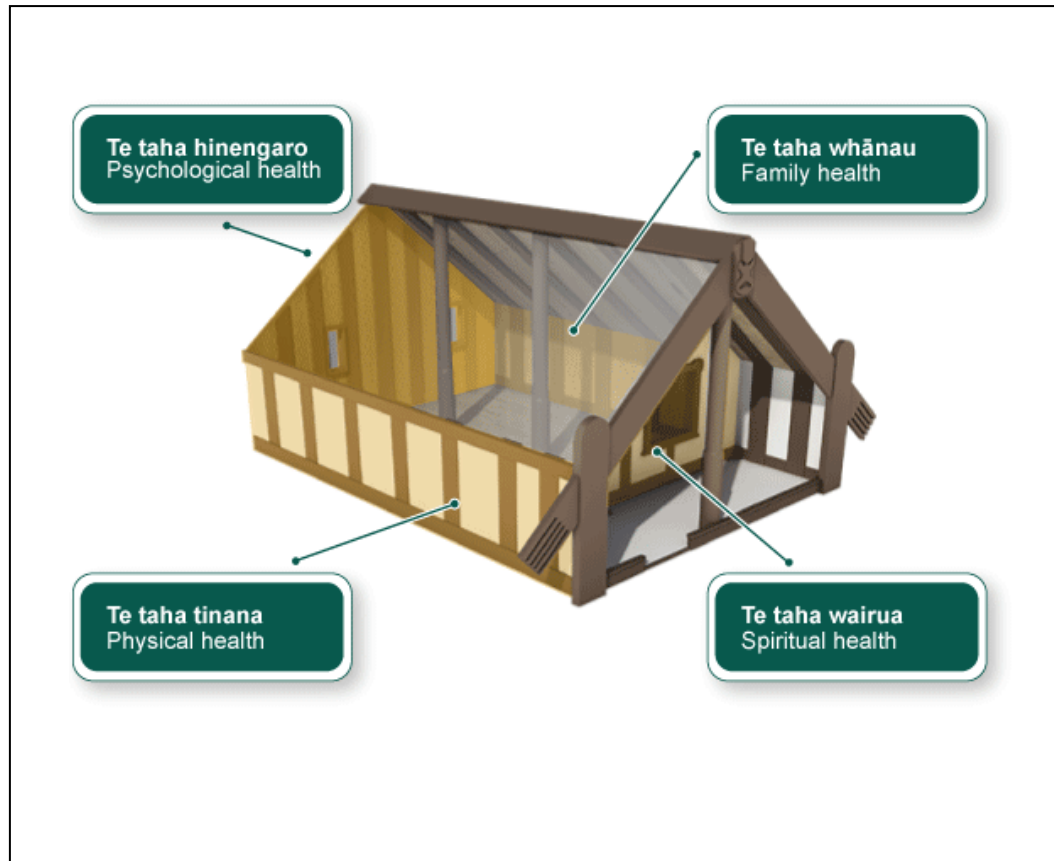 Te taha hinengaro
Psychological health
Te taha whānau
Family health
Te taha tinana
Physical health
Te taha wairua
Spiritual health